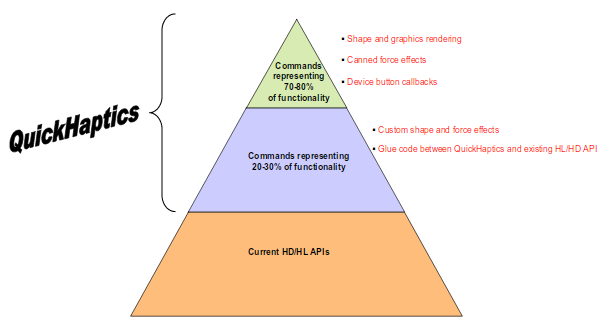 QuickHaptics
Commands
representing
70-80%
of functionality
▪ Shape and graphics rendering
▪ Canned force effects
▪ Device button callbacks
Commands representing
20-30% of functionality
▪ Custom shape and force effects
▪ Glue code between QuickHaptics and existing HL/HD API
Current HD/HL APIs